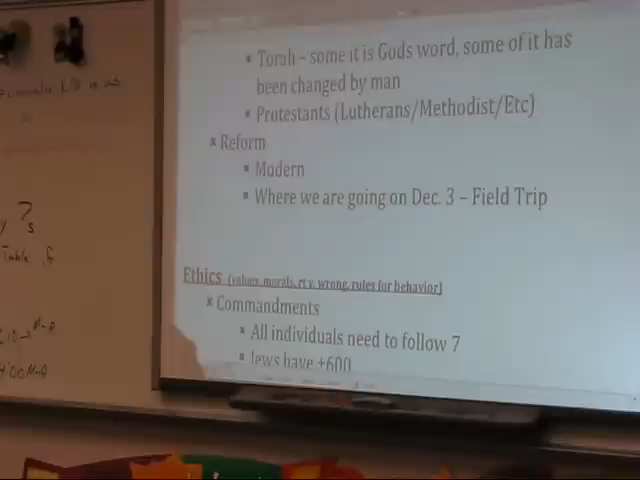 Torah – some it is Gods word, some of it has
been changed by man
Protestants (Lutherans/Methodist/Etc)
Reform
Modern
Where we are going on Dec. 3 – Field Trip
Ethics (values, morals, rt v. wrong, rules for behavior)
Commandments
All individuals need to follow 7
Jews have +600
?s
Table